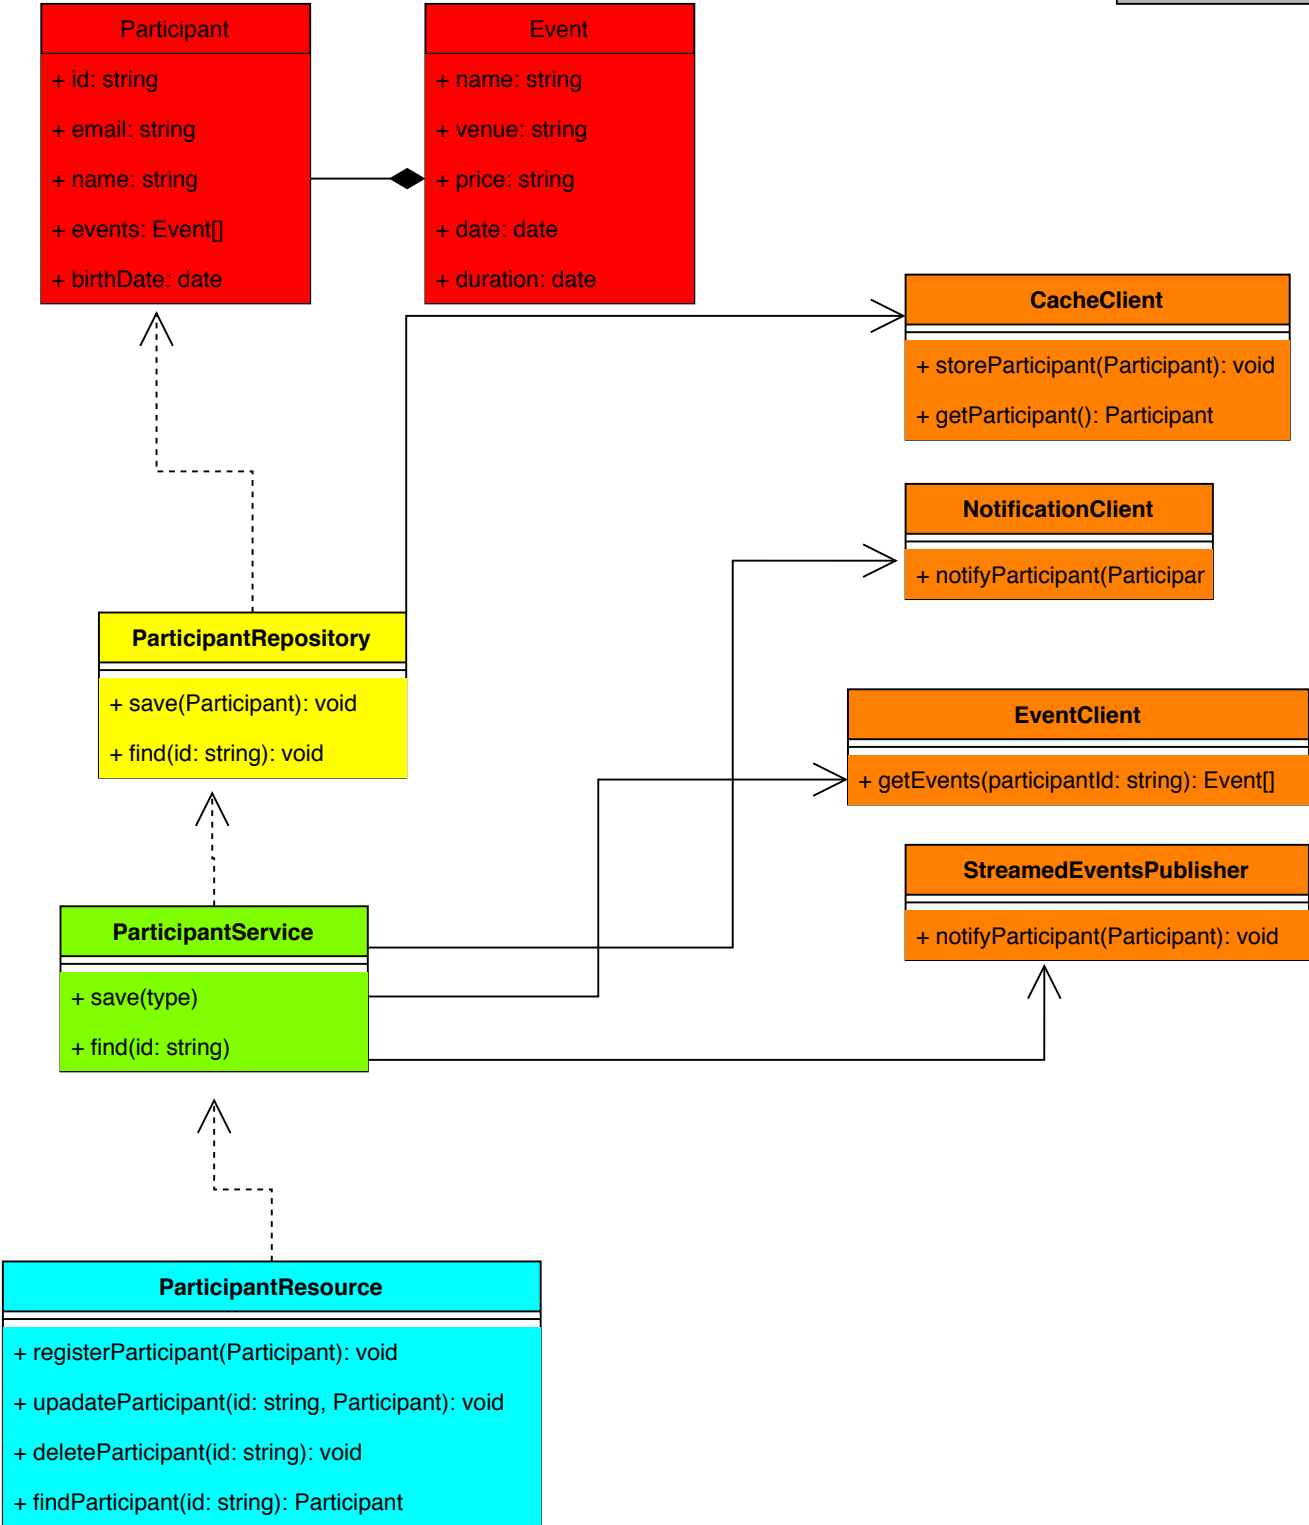 Participant
+ id: string
+ email: string
+ name: string
+ events: Event[]
+ birthDate: date
Event
+ name: string
+ venue: string
+ price: string
+ date: date
+ duration: date
CacheClient
+ storeParticipant(Participant): void
+ getParticipant(): Participant
NotificationClient
+ notifyParticipant(Participar
ParticipantRepository
+ save(Participant): void
+ find(id: string): void
EventClient
+ getEvents(participantId: string): Event[]
StreamedEventsPublisher
+ notifyParticipant(Participant): void
ParticipantService
+ save(type)
+ find(id: string)
ParticipantResource
+ registerParticipant(Participant): void
+ upadateParticipant(id: string, Participant): void
+ deleteParticipant(id: string): void
+ findParticipant(id: string): Participant